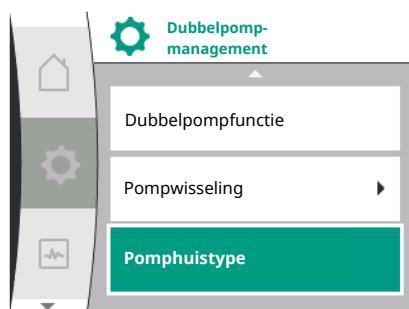 Dubbelpomp-
management
Dubbelpompfunctie
Pompwisseling
Pomphuistype